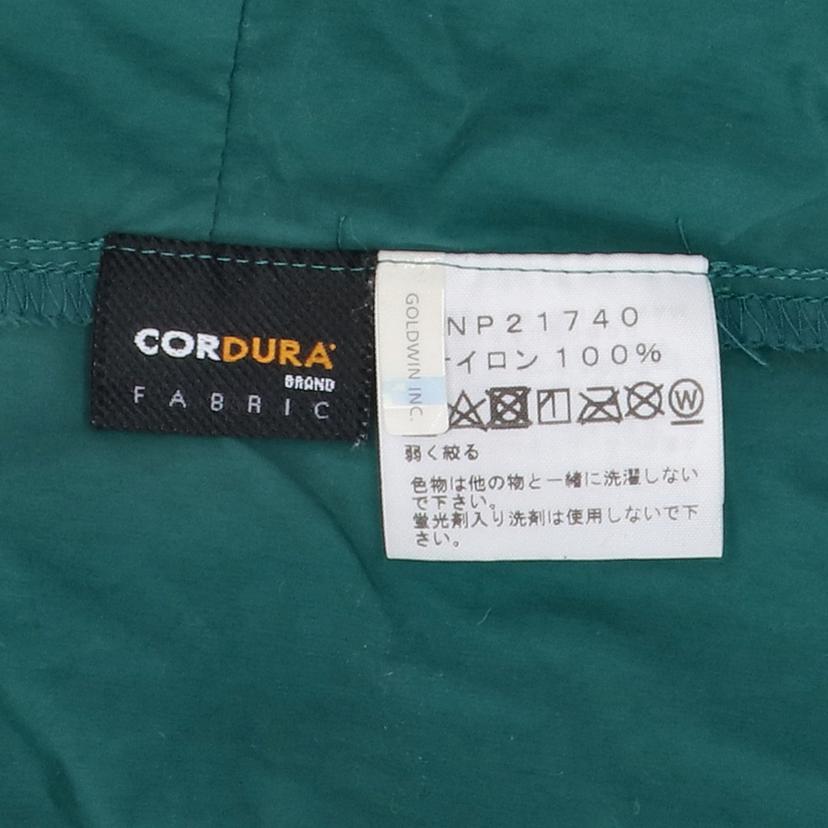 CORDURA
BRAND
FABRIC
GOLDWIN INC.
NP21740
イロン 100%
W
弱く絞る
色物は他の物と一緒に洗濯しない
で下さい。
蛍光剤入り洗剤は使用しないで下
さい。